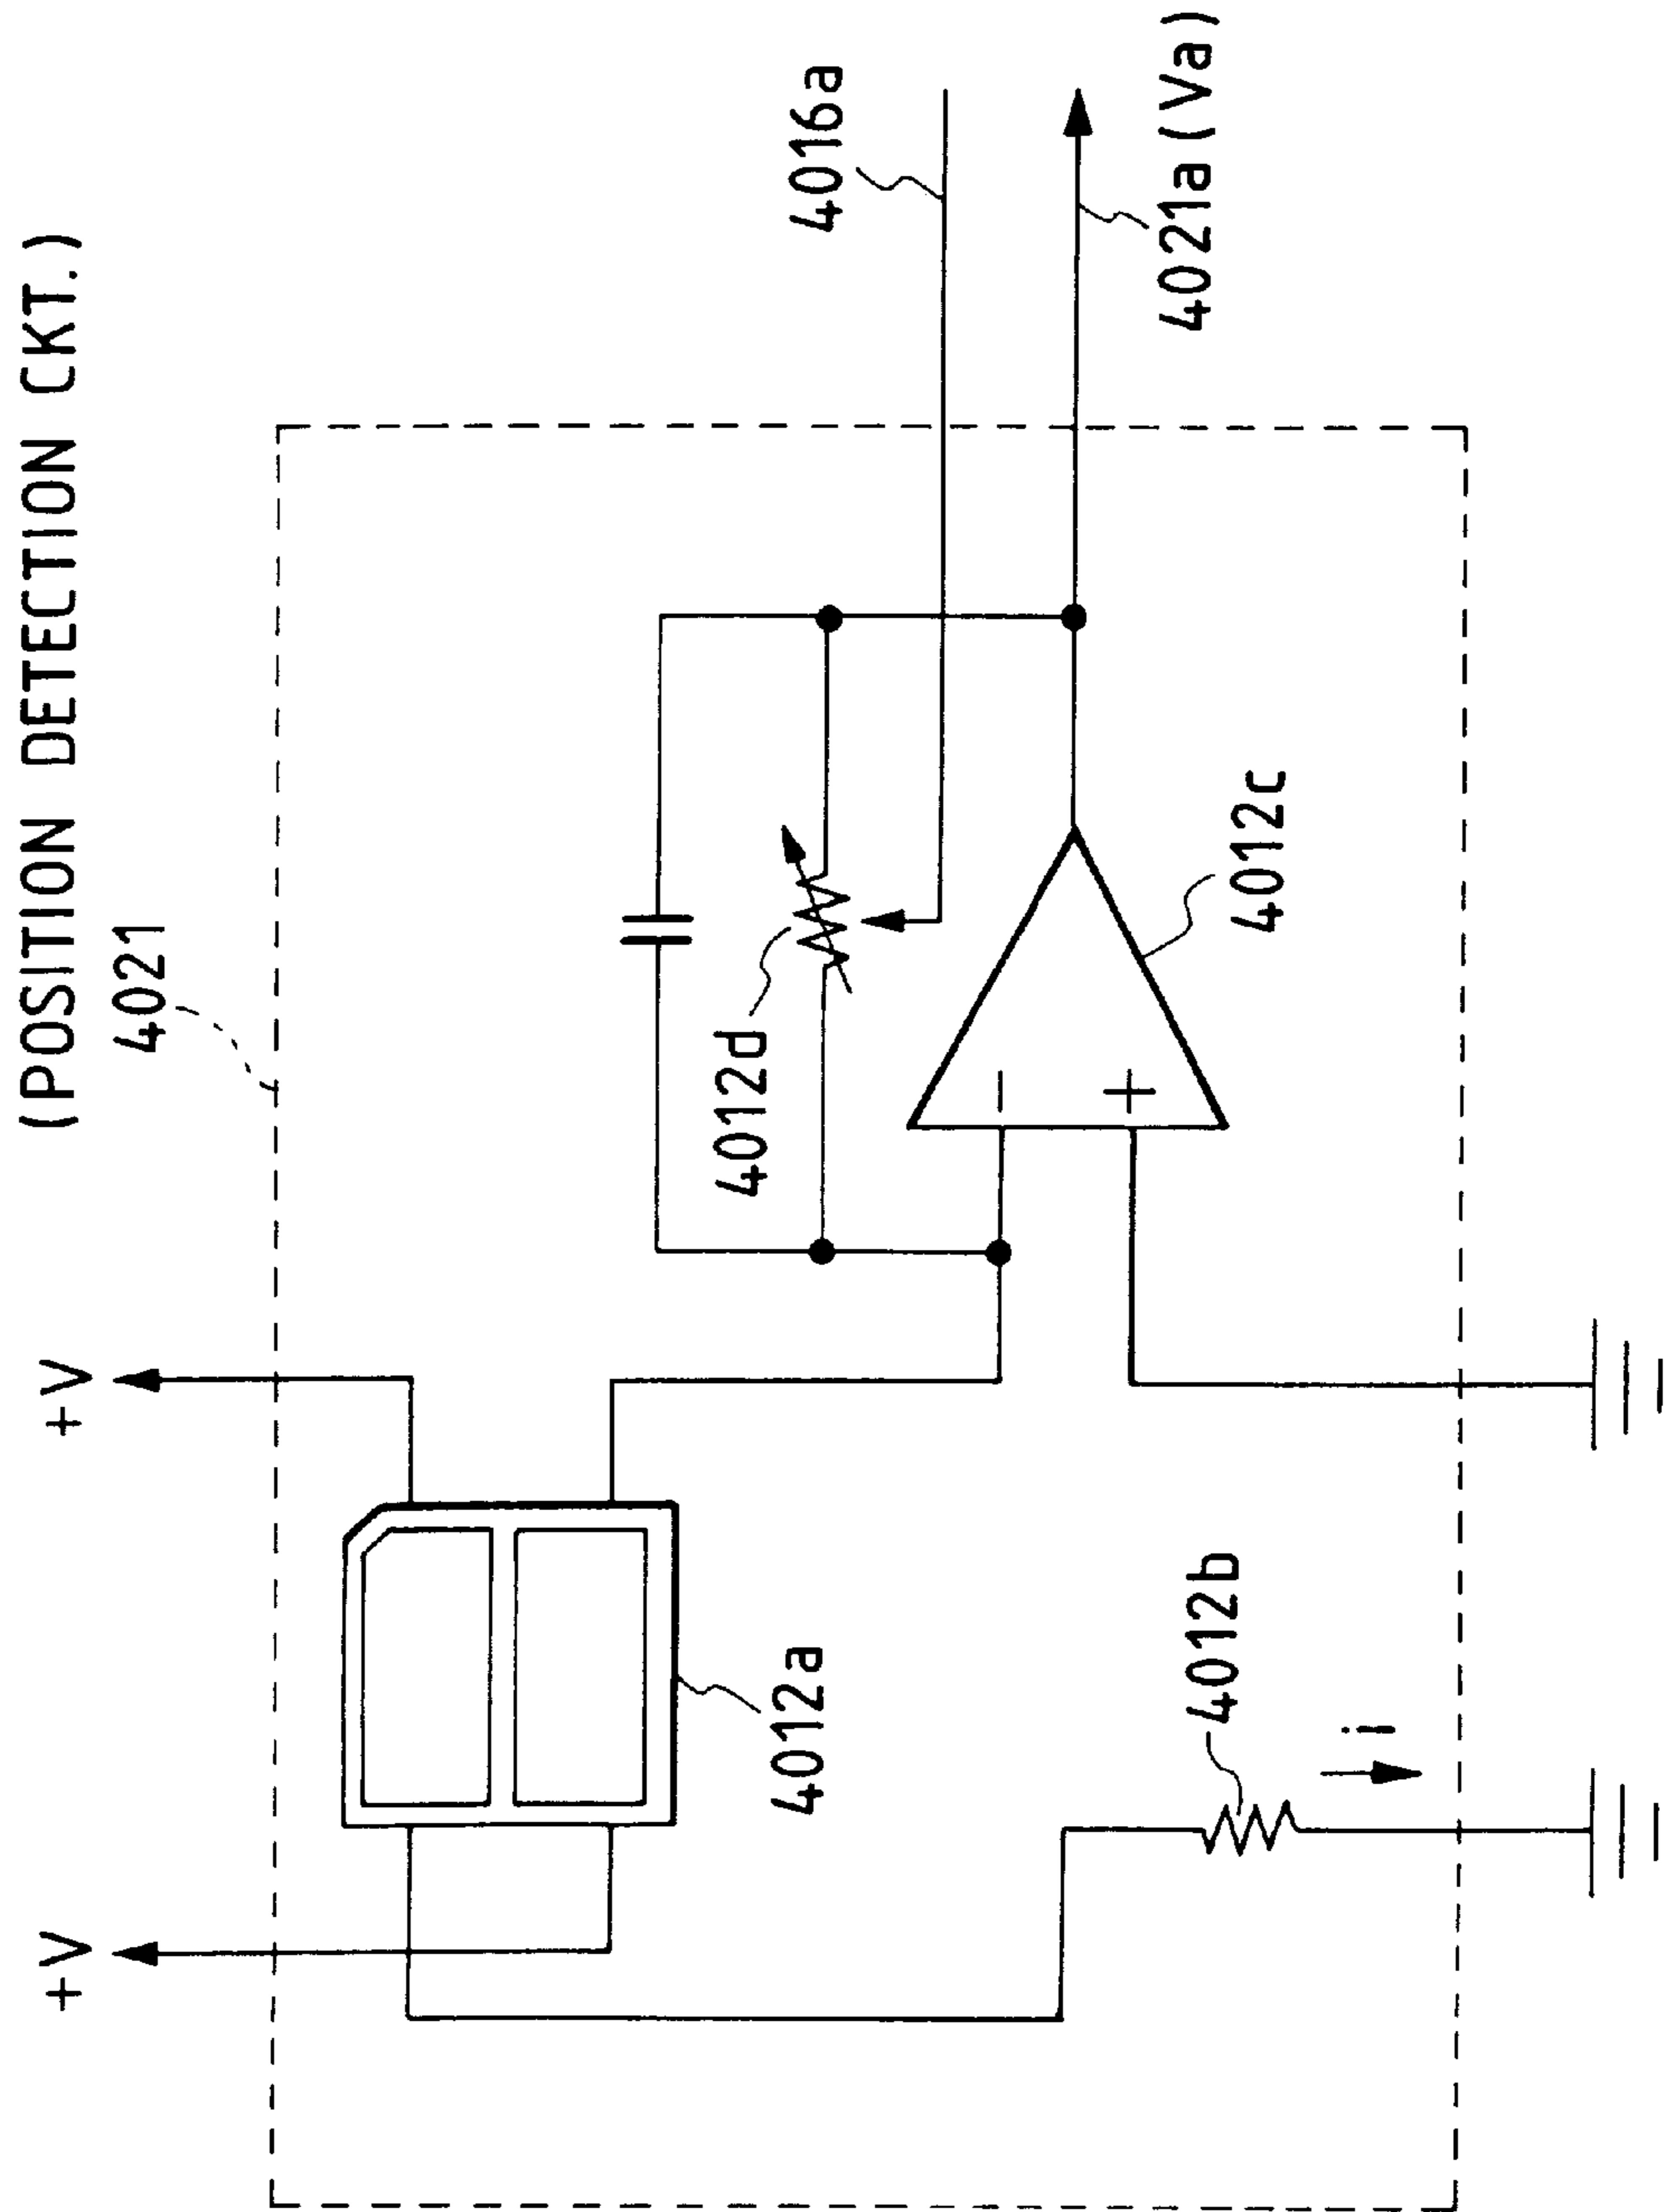 (POSITION DETECTION CKT.)
4021
+V
+V
4016a
4021a(Va)
4012d
4012c
-
+
4012a
4012b
i